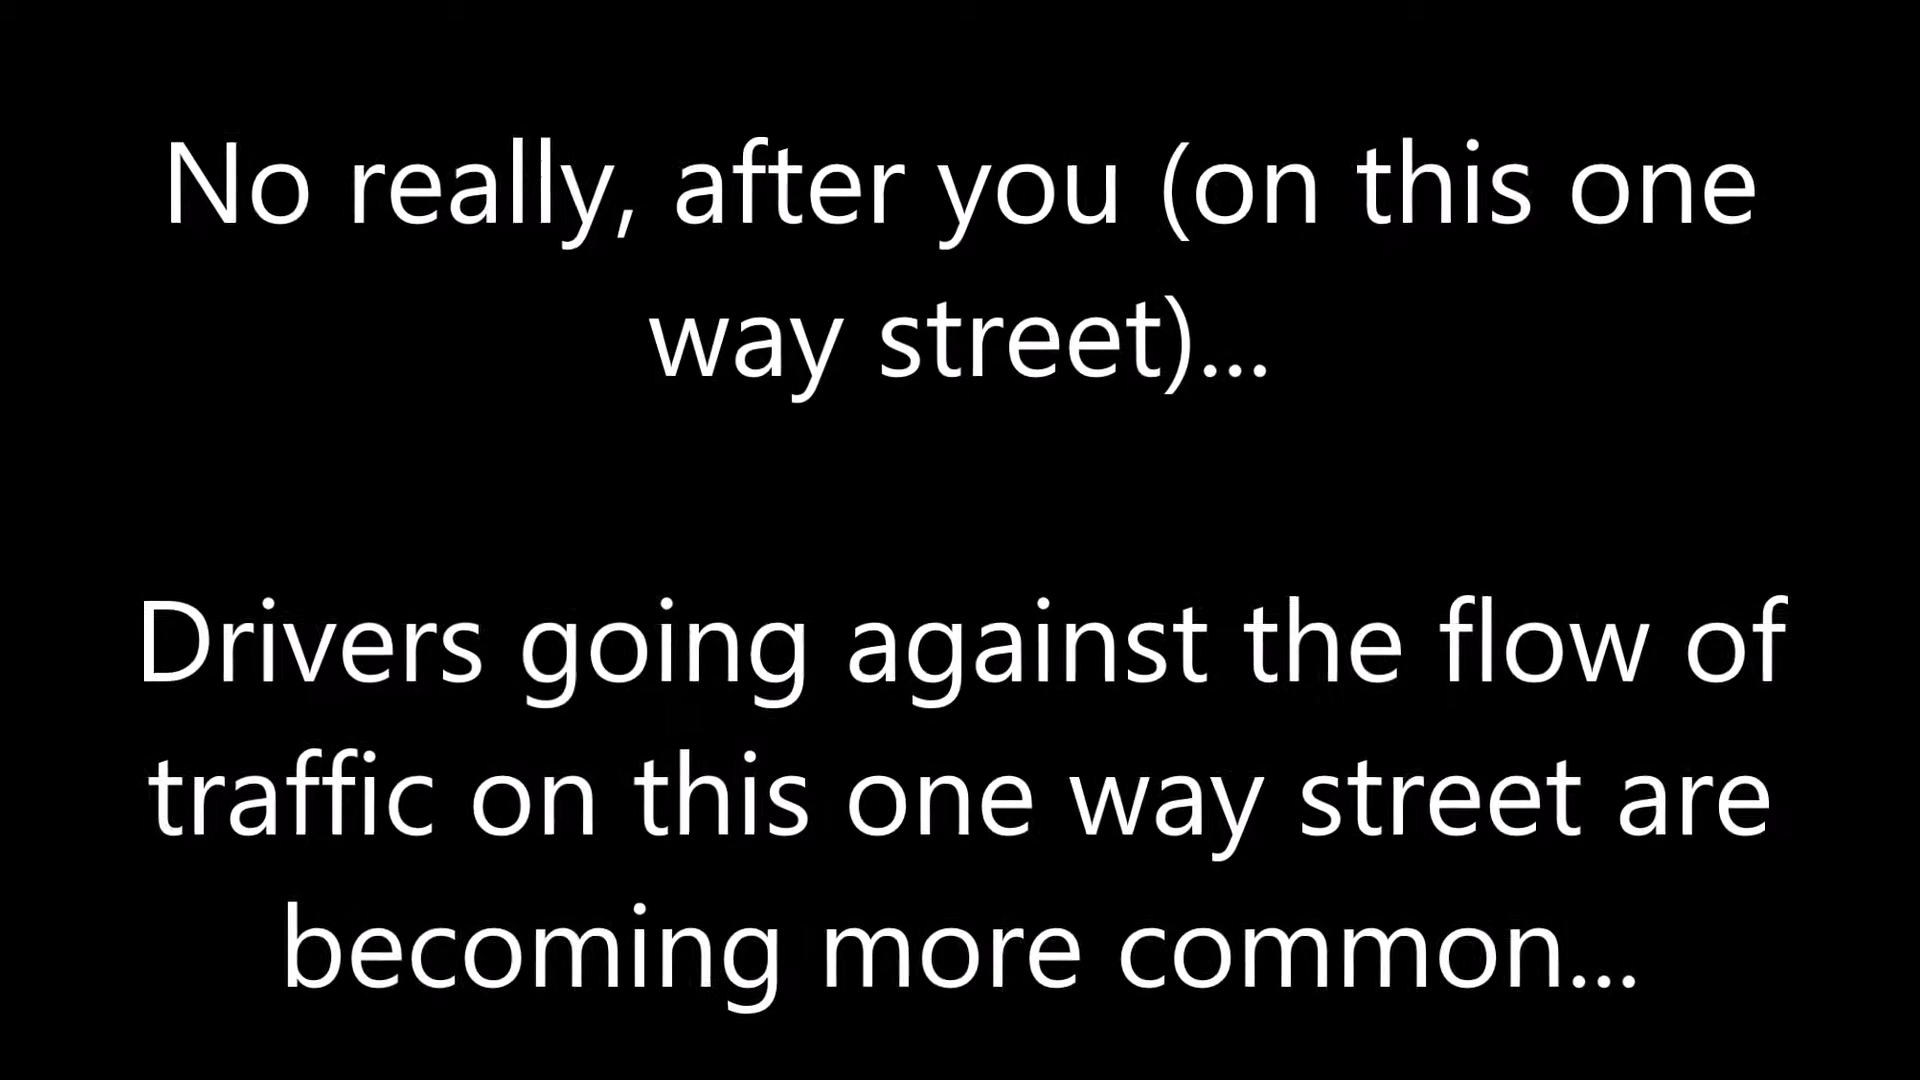 No really, after you (on this one
way street)...
Drivers going against the flow of
traffic on this one way street are
becoming more common...